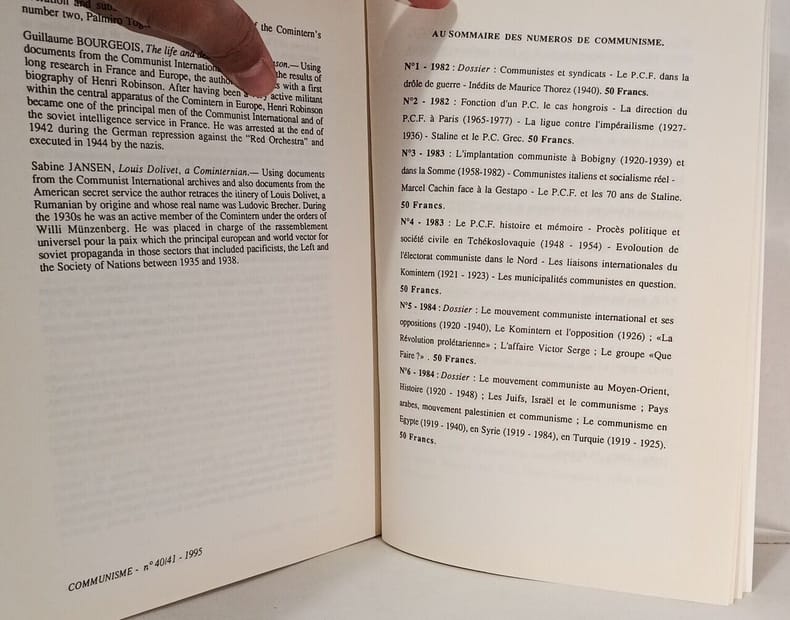 and sub
number two, Palmiro Tog of the Comintern's
Guillaume BOURGEOIS, The life and de son.— Using
documents from the Communist Internatio the results of
long research in France and Europe, the autho s with a first
biography of Henri Robinson. After having been a active militant
within the central apparatus of the Comintern in Europe, Henri Robinson
became one of the principal men of the Communist International and of
the soviet intelligence service in France. He was arrested at the end of
1942 during the German repression against the "Red Orchestra" and
executed in 1944 by the nazis.
Sabine JANSEN, Louis Dolivet, a Cominternian.— Using documents
from the Communist International archives and also documents from the
American secret service the author retraces the itinery of Louis Dolivet, a
Rumanian by origine and whose real name was Ludovic Brecher. During
the 1930s he was an active member of the Comintern under the orders of
Willi Münzenberg. He was placed in charge of the rassemblement
universel pour la paix which the principal european and world vector for
soviet propaganda in those sectors that included pacificists, the Left and
the Society of Nations between 1935 and 1938.
COMMUNISME - n° 40/41 - 1995
AU SOMMAIRE DES NUMEROS DE COMMUNISME.
N°1 - 1982 : Dossier : Communistes et syndicats - Le P.C.F. dans la
drôle de guerre - Inédits de Maurice Thorez (1940). 50 Francs.
N°2 - 1982 : Fonction d'un P.C. le cas hongrois - La direction du
P.C.F. à Paris (1965-1977) - La ligue contre l'impérailisme (1927-
1936) - Staline et le P.C. Grec. 50 Francs.
N°3 - 1983 : L'implantation communiste à Bobigny (1920-1939) et
dans la Somme (1958-1982) - Communistes italiens et socialisme réel -
Marcel Cachin face à la Gestapo - Le P.C.F. et les 70 ans de Staline.
50 Francs.
N°4 - 1983 : Le P.C.F. histoire et mémoire - Procès politique et
société civile en Tchékoslovaquie (1948 - 1954) - Evoloution de
l'électorat communiste dans le Nord - Les liaisons internationales du
Komintern (1921 - 1923) - Les municipalités communistes en question.
50 Francs.
N°5 - 1984 : Dossier : Le mouvement communiste international et ses
oppositions (1920 -1940), Le Komintern et l'opposition (1926) ; «La
Révolution prolétarienne» ; L'affaire Victor Serge ; Le groupe «Que
Faire ?» . 50 Francs.
N°6 - 1984 : Dossier : Le mouvement communiste au Moyen-Orient,
Histoire (1920 - 1948) ; Les Juifs, Israël et le communisme ; Pays
arabes, mouvement palestinien et communisme ; Le communisme en
Egypte (1919 - 1940), en Syrie (1919 - 1984), en Turquie (1919 - 1925).
50 Francs.